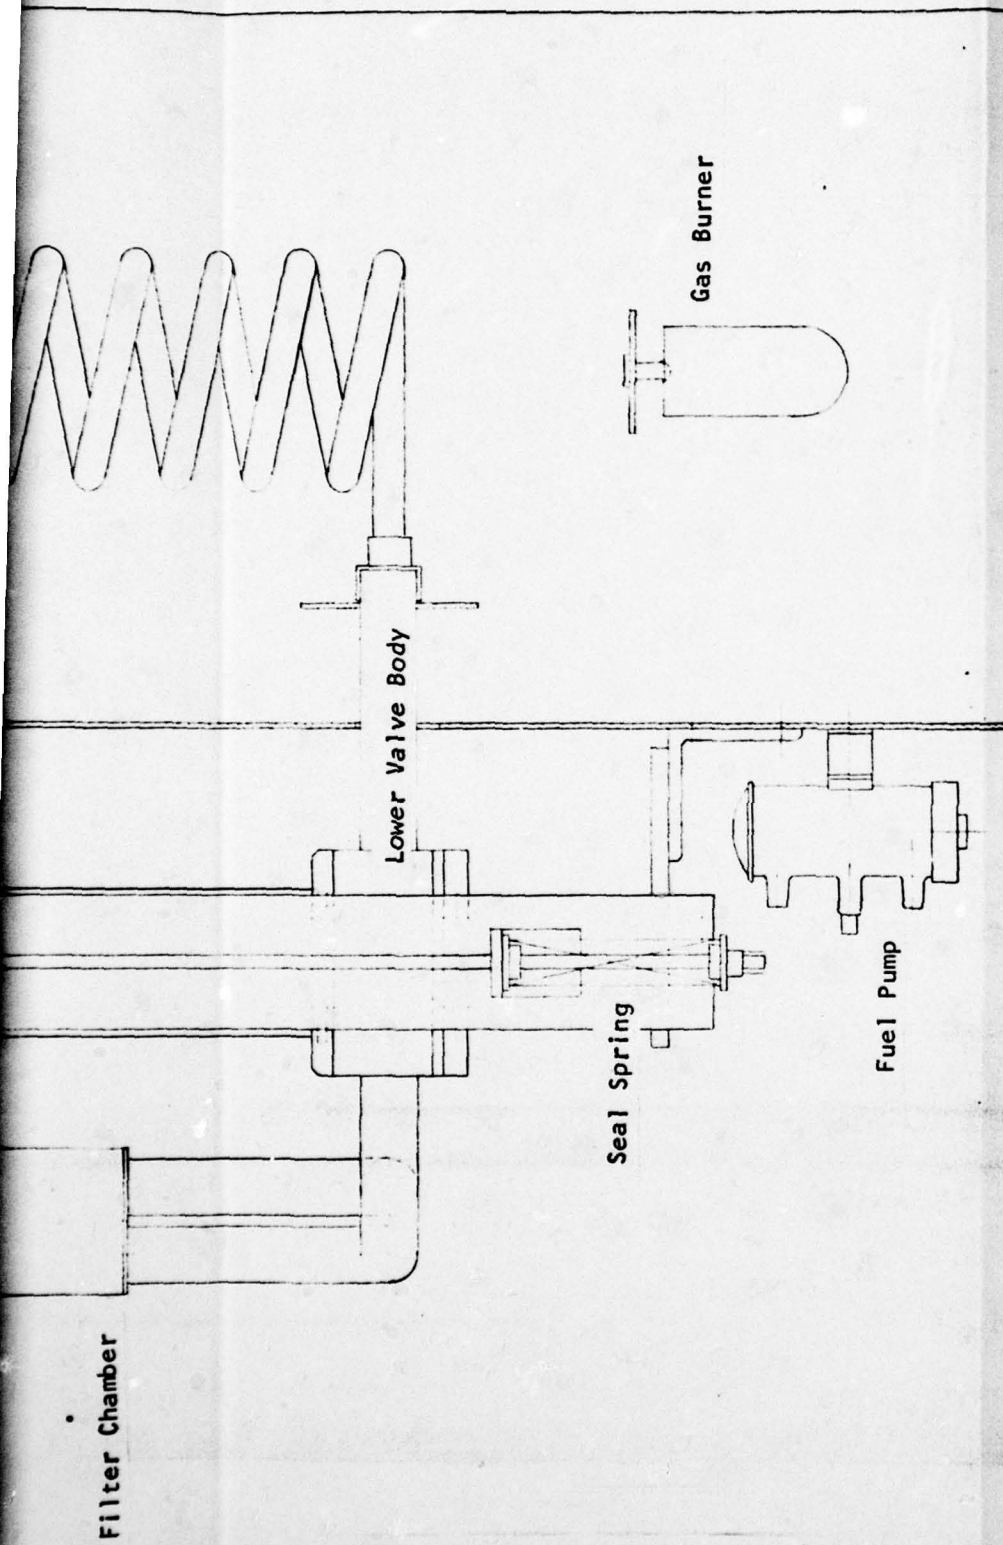 Filter Chamber
Lower Valve Body
Seal Spring
Gas Burner
Fuel Pump